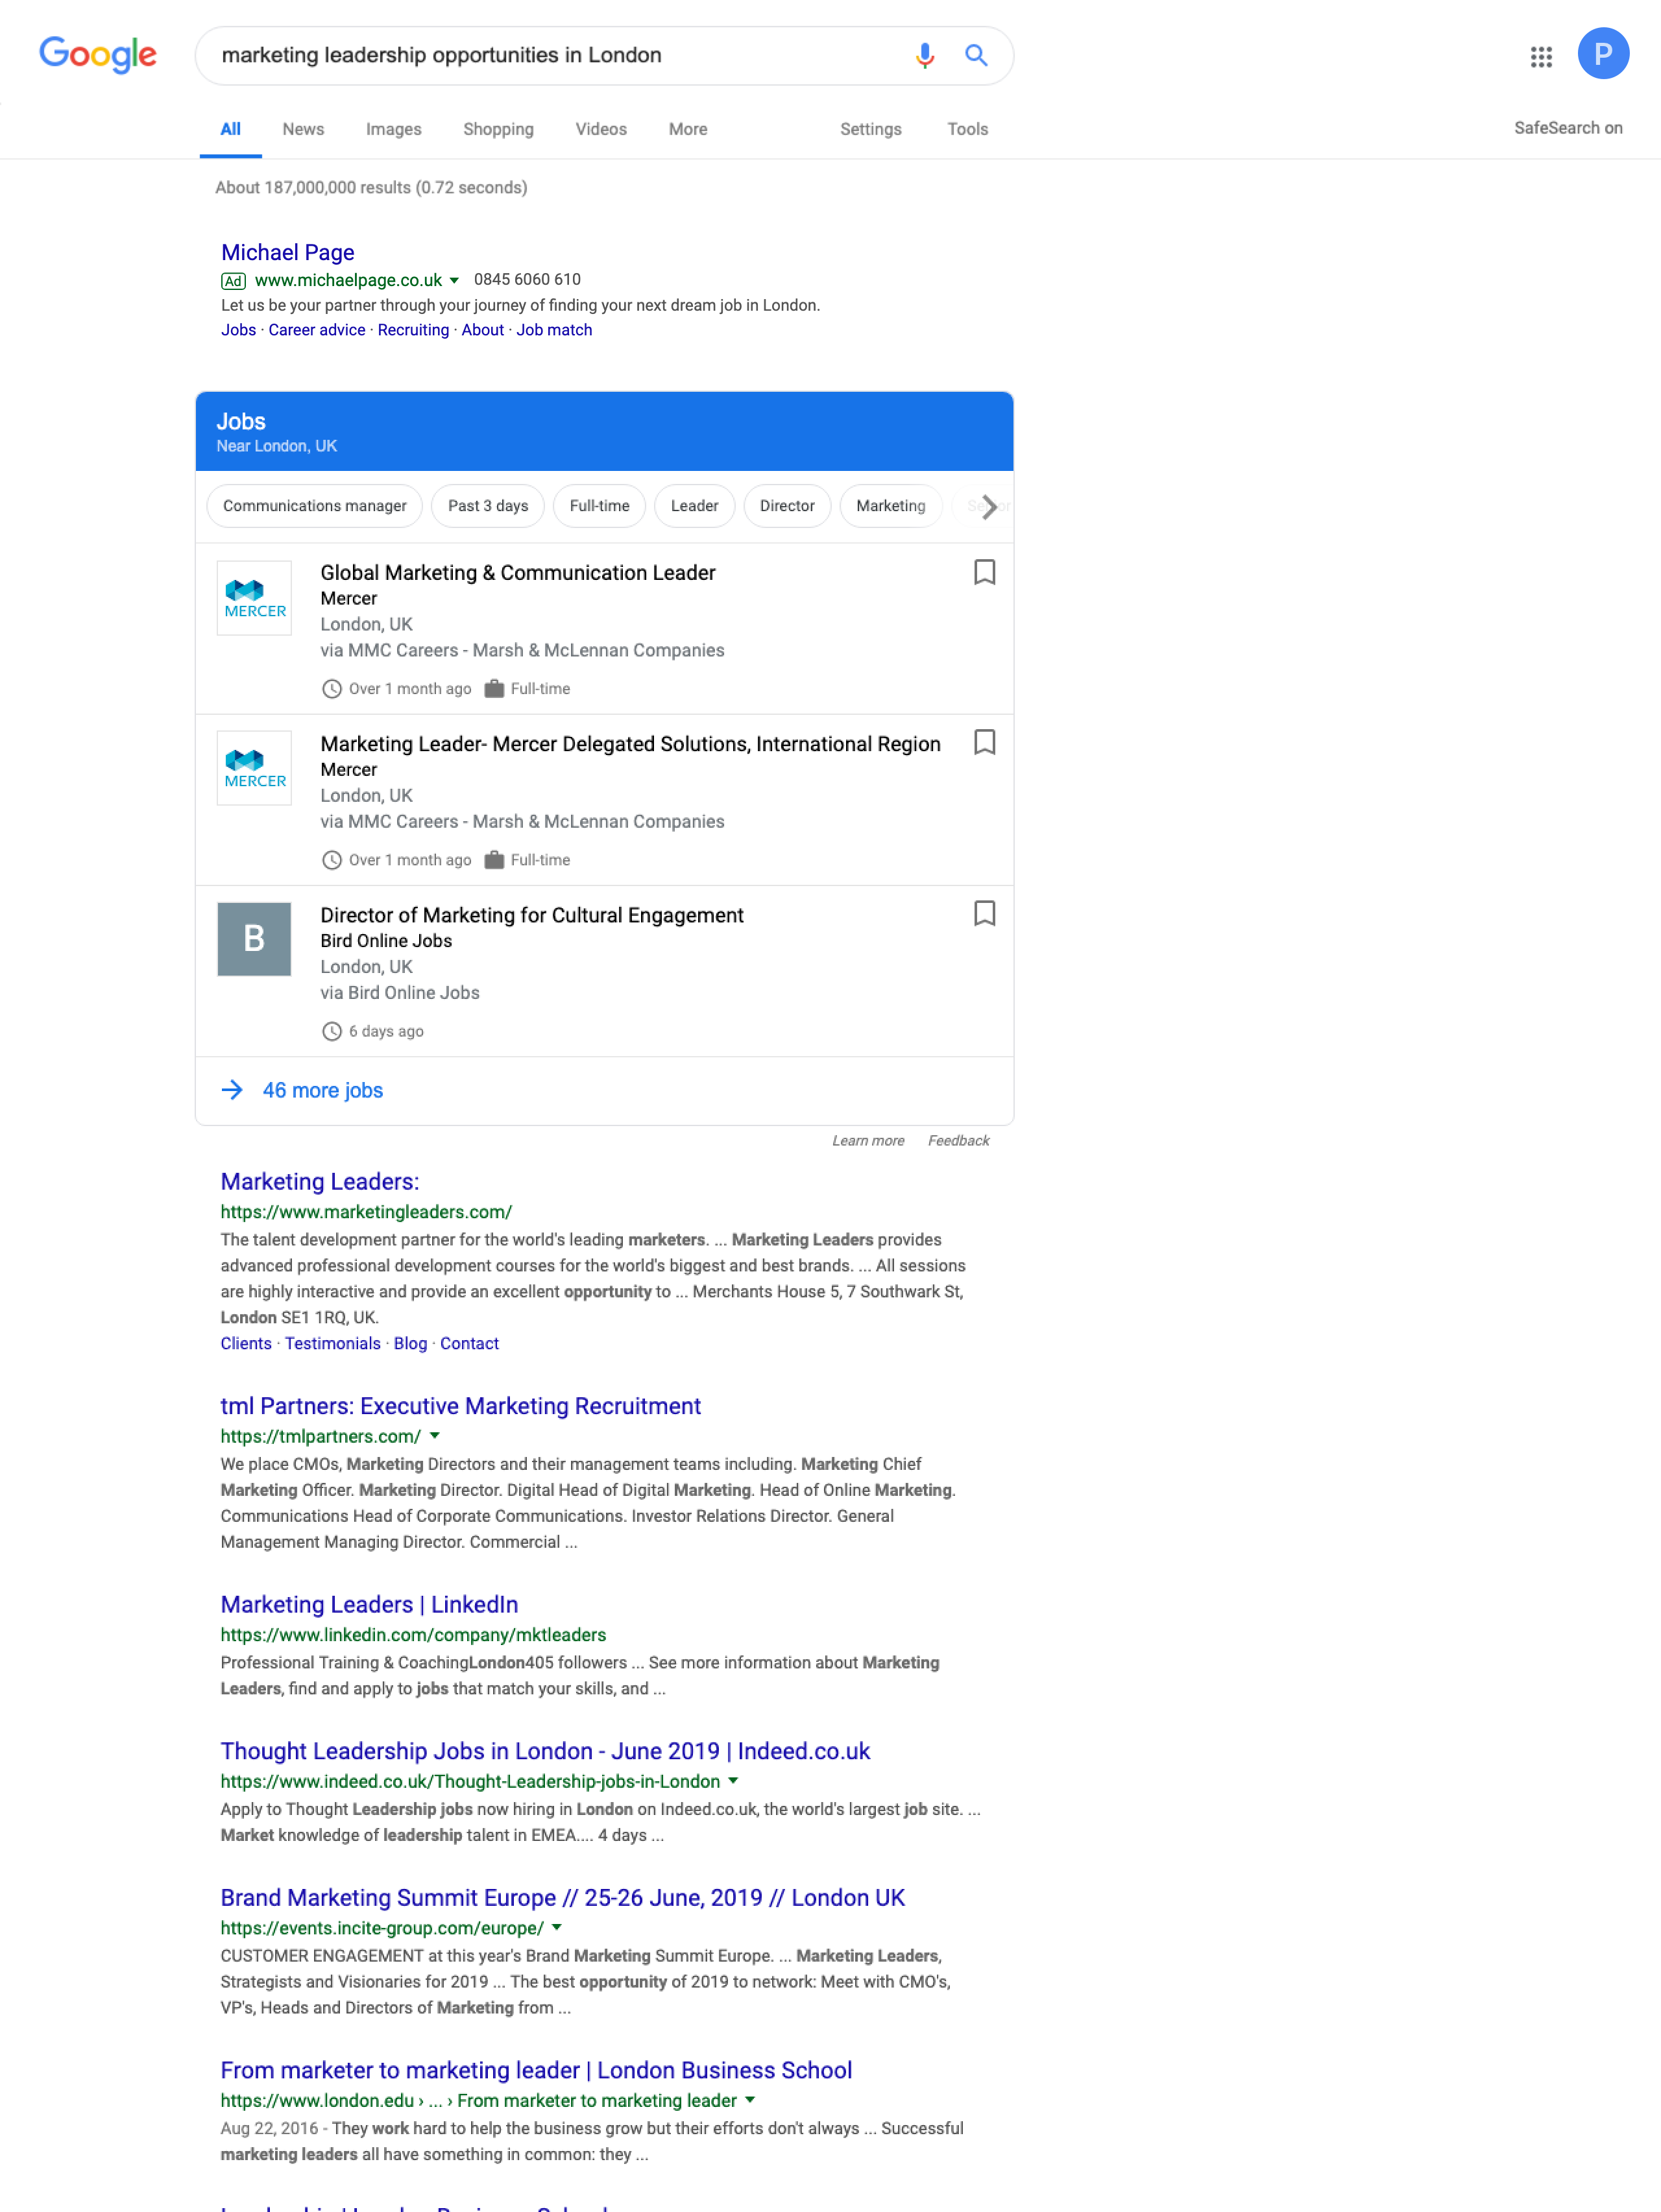 Google
marketing leadership opportunities in London
P
All News Images Shopping Videos More Settings Tools
SafeSearch on
About 187,000,000 results (0.72 seconds)
Michael Page
Ad www.michaelpage.co.uk 0845 6060 610
Let us be your partner through your journey of finding your next dream job in London.
Jobs · Career advice · Recruiting · About · Job match
Jobs
Near London, UK
Communications manager Past 3 days Full-time Leader Director Marketing
MERCER
Global Marketing & Communication Leader
Mercer
London, UK
via MMC Careers - Marsh & McLennan Companies
Over 1 month ago Full-time
MERCER
Marketing Leader- Mercer Delegated Solutions, International Region
Mercer
London, UK
via MMC Careers - Marsh & McLennan Companies
Over 1 month ago Full-time
B
Director of Marketing for Cultural Engagement
Bird Online Jobs
London, UK
via Bird Online Jobs
6 days ago
46 more jobs
Learn more Feedback
Marketing Leaders:
https://www.marketingleaders.com/
The talent development partner for the world's leading marketers. ... Marketing Leaders provides
advanced professional development courses for the world's biggest and best brands. ... All sessions
are highly interactive and provide an excellent opportunity to ... Merchants House 5, 7 Southwark St,
London SE1 1RQ, UK.
Clients · Testimonials · Blog · Contact
tml Partners: Executive Marketing Recruitment
https://tmlpartners.com/
We place CMOs, Marketing Directors and their management teams including. Marketing Chief
Marketing Officer. Marketing Director. Digital Head of Digital Marketing. Head of Online Marketing.
Communications Head of Corporate Communications. Investor Relations Director. General
Management Managing Director. Commercial ...
Marketing Leaders | LinkedIn
https://www.linkedin.com/company/mktleaders
Professional Training & CoachingLondon405 followers ... See more information about Marketing
Leaders, find and apply to jobs that match your skills, and ...
Thought Leadership Jobs in London - June 2019 | Indeed.co.uk
https://www.indeed.co.uk/Thought-Leadership-jobs-in-London
Apply to Thought Leadership jobs now hiring in London on Indeed.co.uk, the world's largest job site. ...
Market knowledge of leadership talent in EMEA.... 4 days ...
Brand Marketing Summit Europe // 25-26 June, 2019 // London UK
https://events.incite-group.com/europe/
CUSTOMER ENGAGEMENT at this year's Brand Marketing Summit Europe. ... Marketing Leaders,
Strategists and Visionaries for 2019 ... The best opportunity of 2019 to network: Meet with CMO's,
VP's, Heads and Directors of Marketing from ...
From marketer to marketing leader | London Business School
https://www.london.edu › ... › From marketer to marketing leader
Aug 22, 2016 - They work hard to help the business grow but their efforts don't always ... Successful
marketing leaders all have something in common: they ...